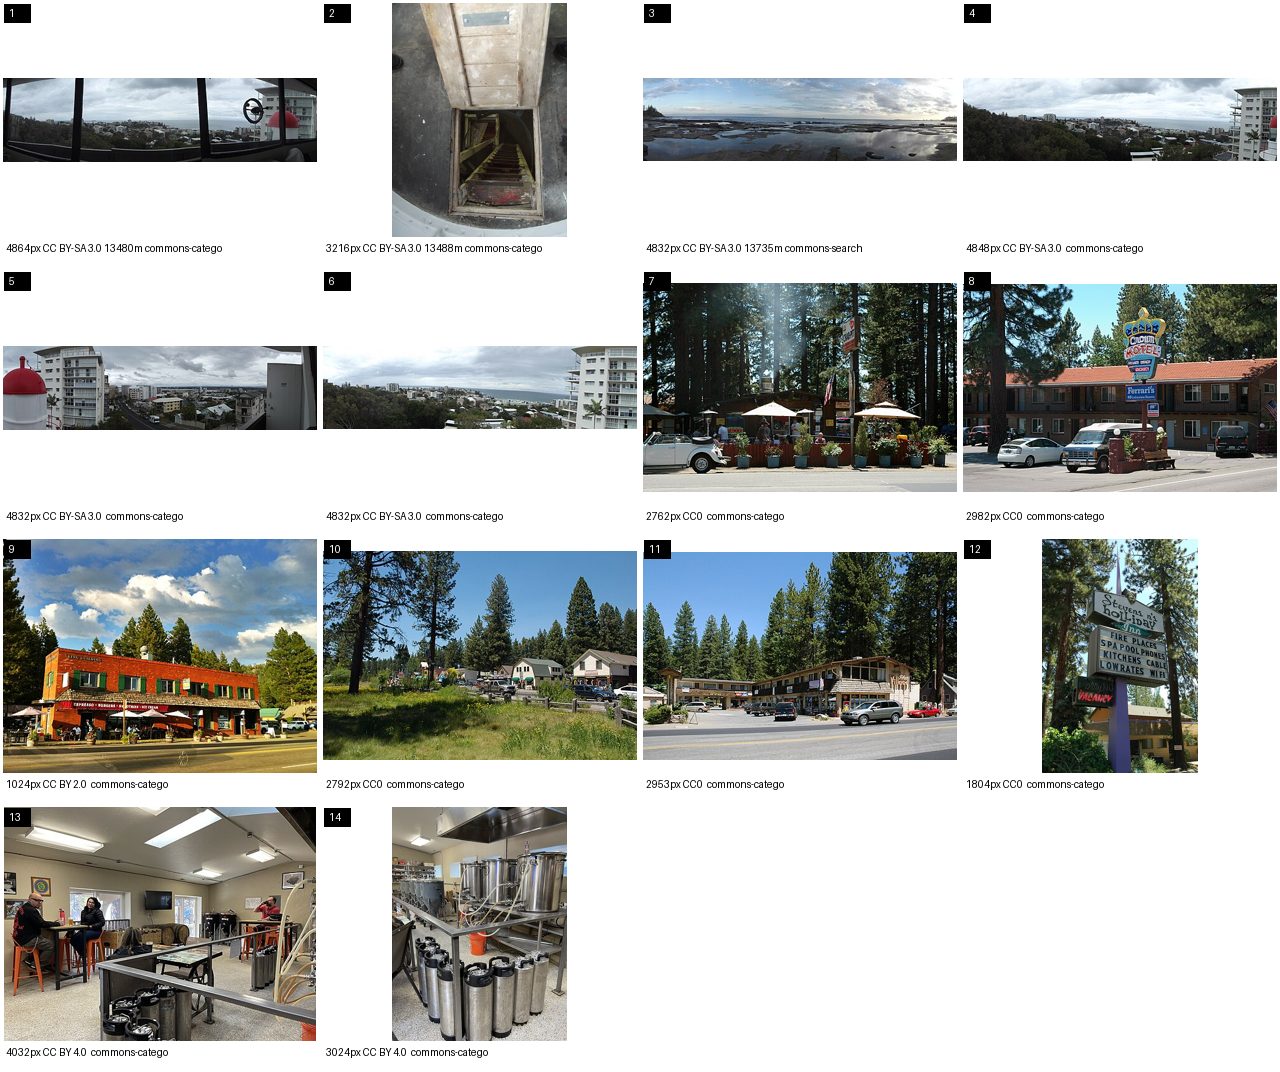 1
4864px CC BY-SA 3.0 13480m commons-catego
2
3216px CC BY-SA 3.0 13488m commons-catego
3
4832px CC BY-SA 3.0 13735m commons-search
4
4848px CC BY-SA 3.0 commons-catego
5
4832px CC BY-SA 3.0 commons-catego
6
4832px CC BY-SA 3.0 commons-catego
7
2762px CC0 commons-catego
8
CROWN
MOTEL
Ferrari's
2982px CC0 commons-catego
9
1024px CC BY 2.0 commons-catego
10
2792px CC0 commons-catego
11
2953px CC0 commons-catego
12
Stevens
holiday
Inn
FIRE PLACES
SPA POOL PHONES
KITCHENS CABLE
LOWRATES WIFI
VACANCY
1804px CC0 commons-catego
13
4032px CC BY 4.0 commons-catego
14
3024px CC BY 4.0 commons-catego